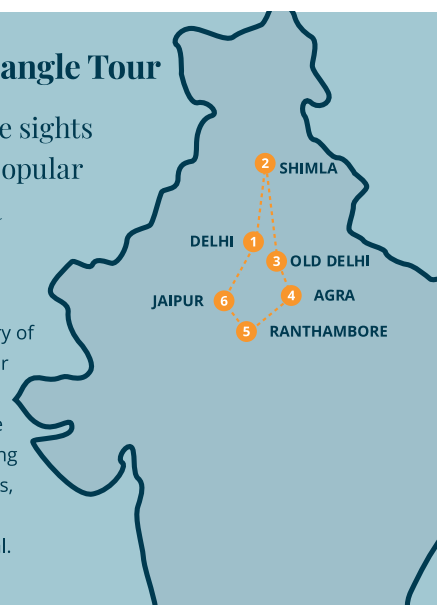 angle Tour
e sights
opular
2 SHIMLA
DELHI 1
3 OLD DELHI
JAIPUR 6
4 AGRA
5 RANTHAMBORE
ry of
r
e
ng
s,
l.